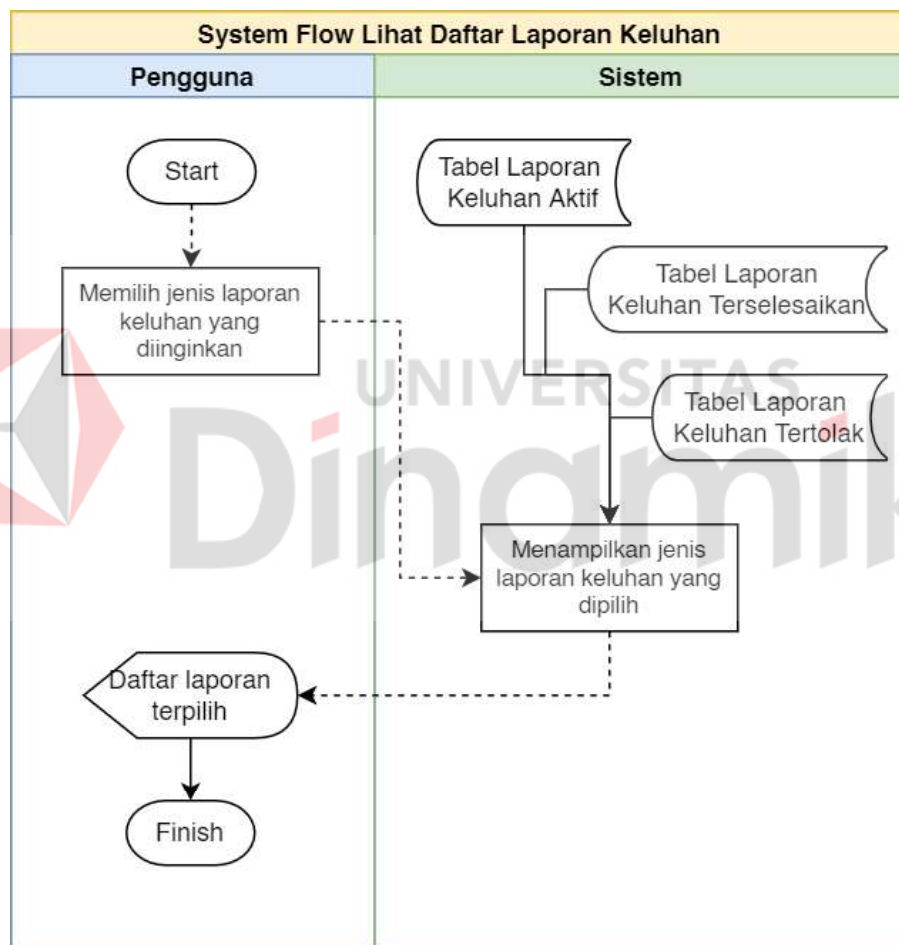 System Flow Lihat Daftar Laporan Keluhan
Pengguna
Sistem
Start
Tabel Laporan
Keluhan Aktif
Memilih jenis laporan
keluhan yang
diinginkan
Tabel Laporan
Keluhan Terselesaikan
UNIVERSITAS
Dinamik
Tabel Laporan
Keluhan Tertolak
Menampilkan jenis
laporan keluhan yang
dipilih
Daftar laporan
terpilih
Finish